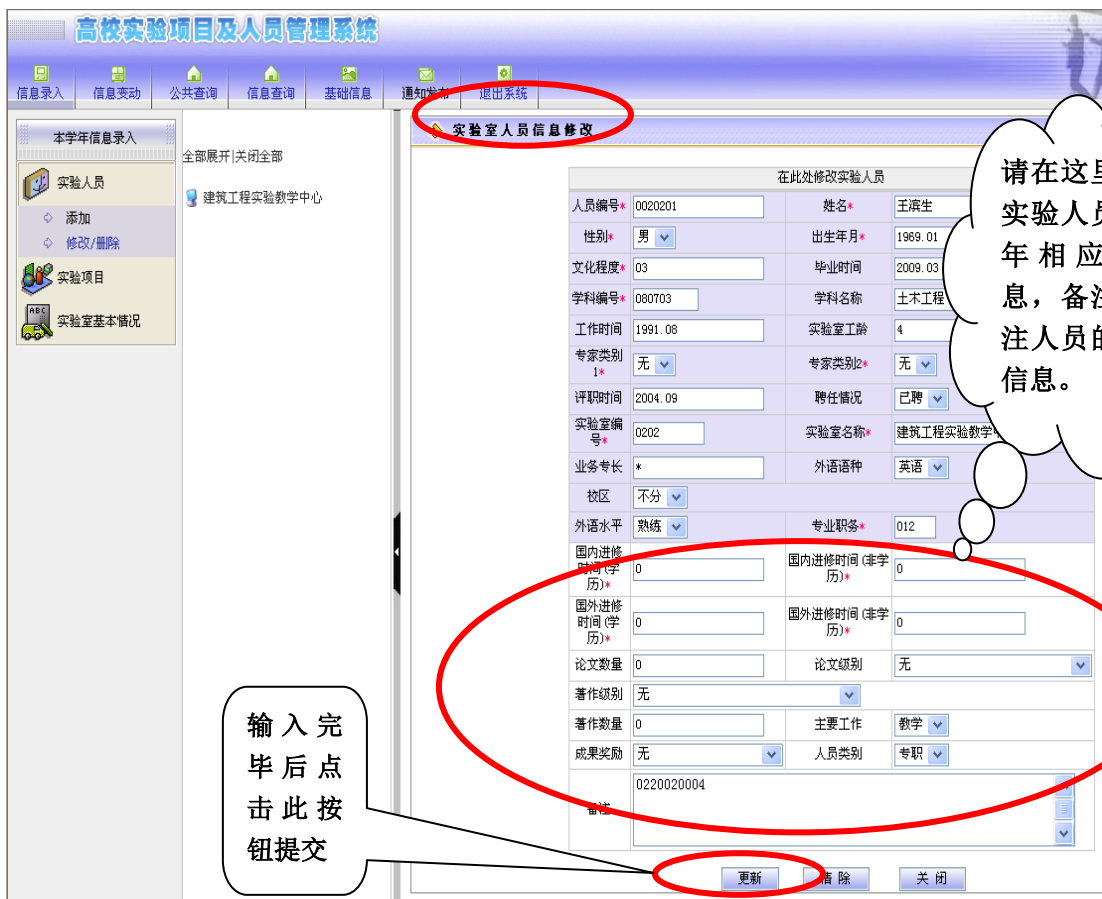 高校实验项目及人员管理系统
信息录入 信息变动 公共查询 信息查询 基础信息 通知发布 退出系统
本学年信息录入
实验人员
添加
修改/删除
实验项目
ABC
实验室基本情况
全部展开|关闭全部
建筑工程实验教学中心
实验室人员信息修改
在此处修改实验人员
人员编号* 0020201 姓名* 王滨生
性别* 男 出生年月* 1969.01
文化程度* 03 毕业时间 2009.03
学科编号* 080703 学科名称 土木工程
工作时间 1991.08 实验室工龄 4
专家类别
1* 无 专家类别2* 无
评职时间 2004.09 聘任情况 已聘
实验室编
号* 0202 实验室名称* 建筑工程实验教学中
业务专长 * 外语语种 英语
校区 不分
外语水平 熟练 专业职务* 012
国内进修
时间(学
历)* 0 国内进修时间(非学
历)* 0
国外进修
时间(学
历)* 0 国外进修时间(非学
历)* 0
论文数量 0 论文级别 无
著作级别 无
著作数量 0 主要工作 教学
成果奖励 无 人员类别 专职
备注 0220020004
更新 清除 关闭
请在这里
实验人员
年相应
息，备注
注人员的
信息。
输入完
毕后点
击此按
钮提交